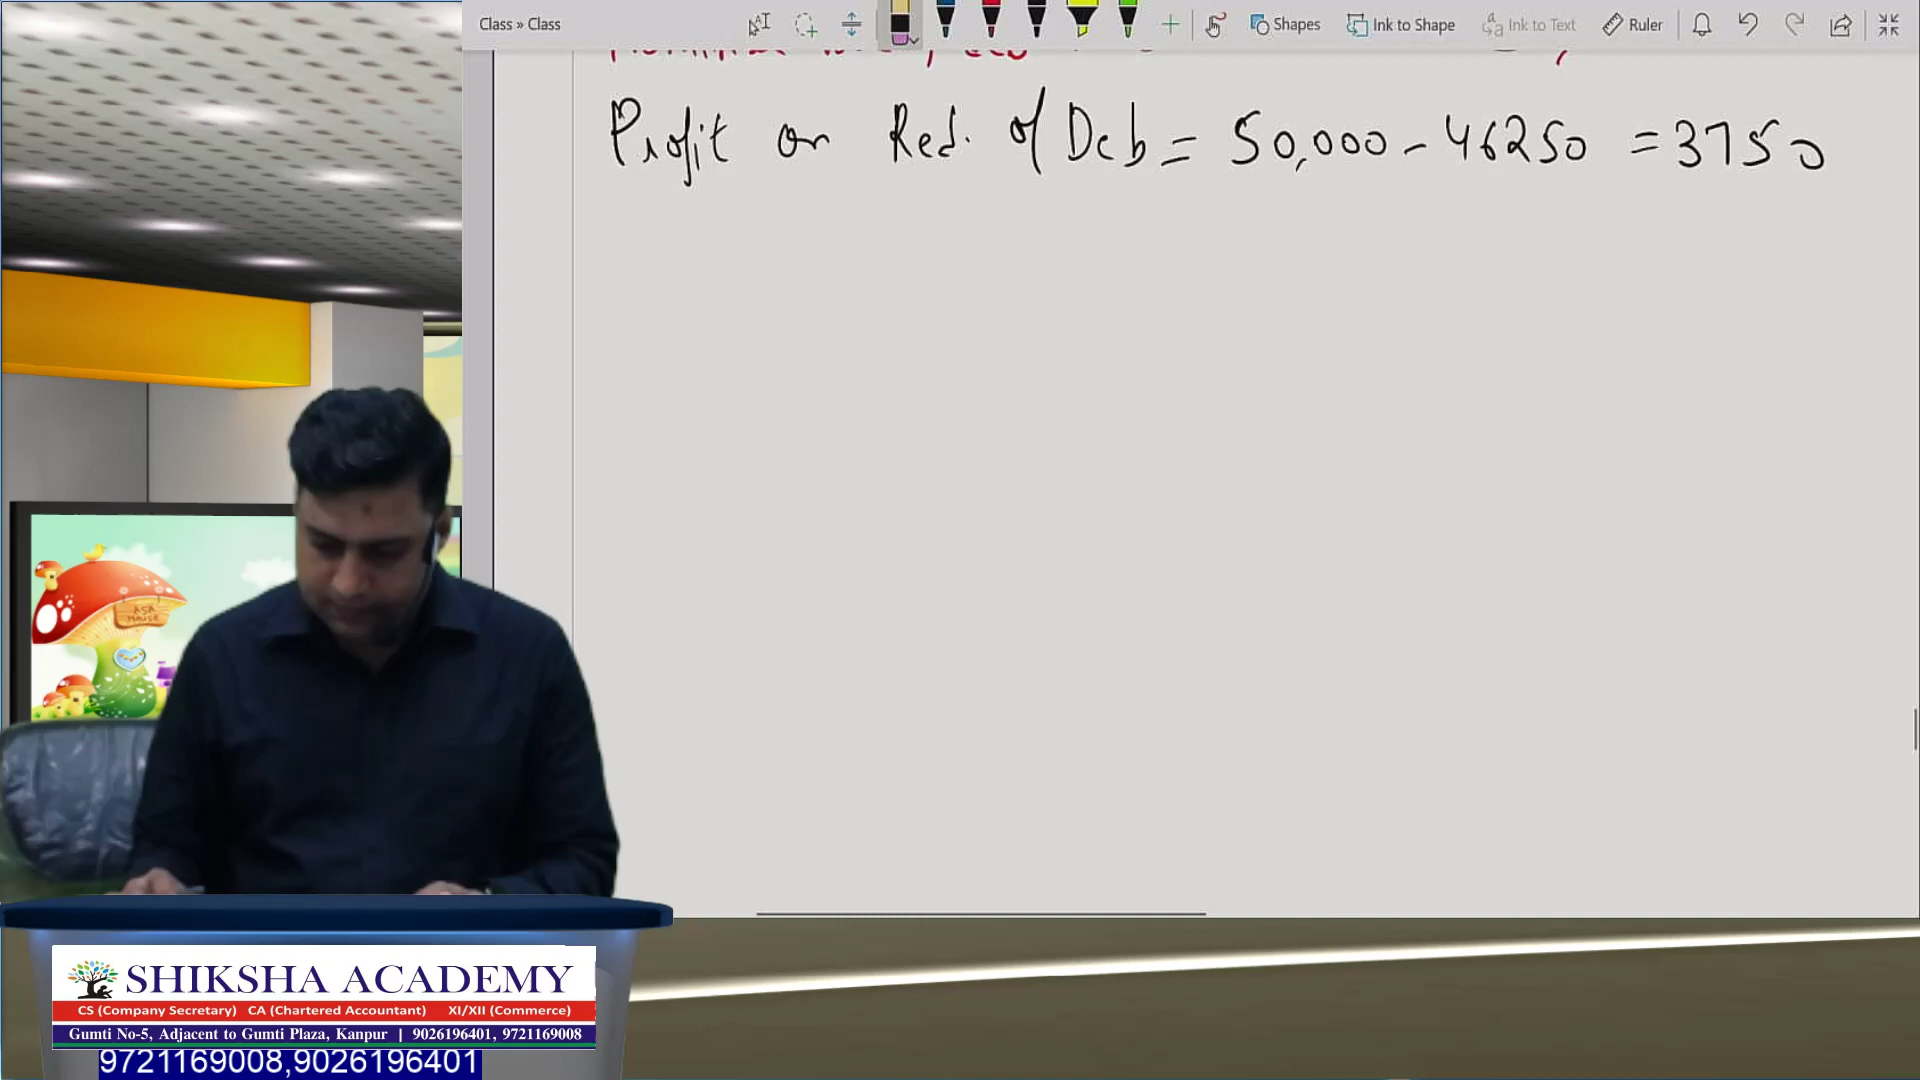 Class » Class
Shapes
Ink to Shape
Ink to Text
Ruler
Profit on Red. of Deb = 50,000 - 46250 = 3750
ASA
HOUSE
SHIKSHA ACADEMY
CS (Company Secretary) CA (Chartered Accountant) XI/XII (Commerce)
Gumti No-5, Adjacent to Gumti Plaza, Kanpur | 9026196401, 9721169008
9721169008,9026196401